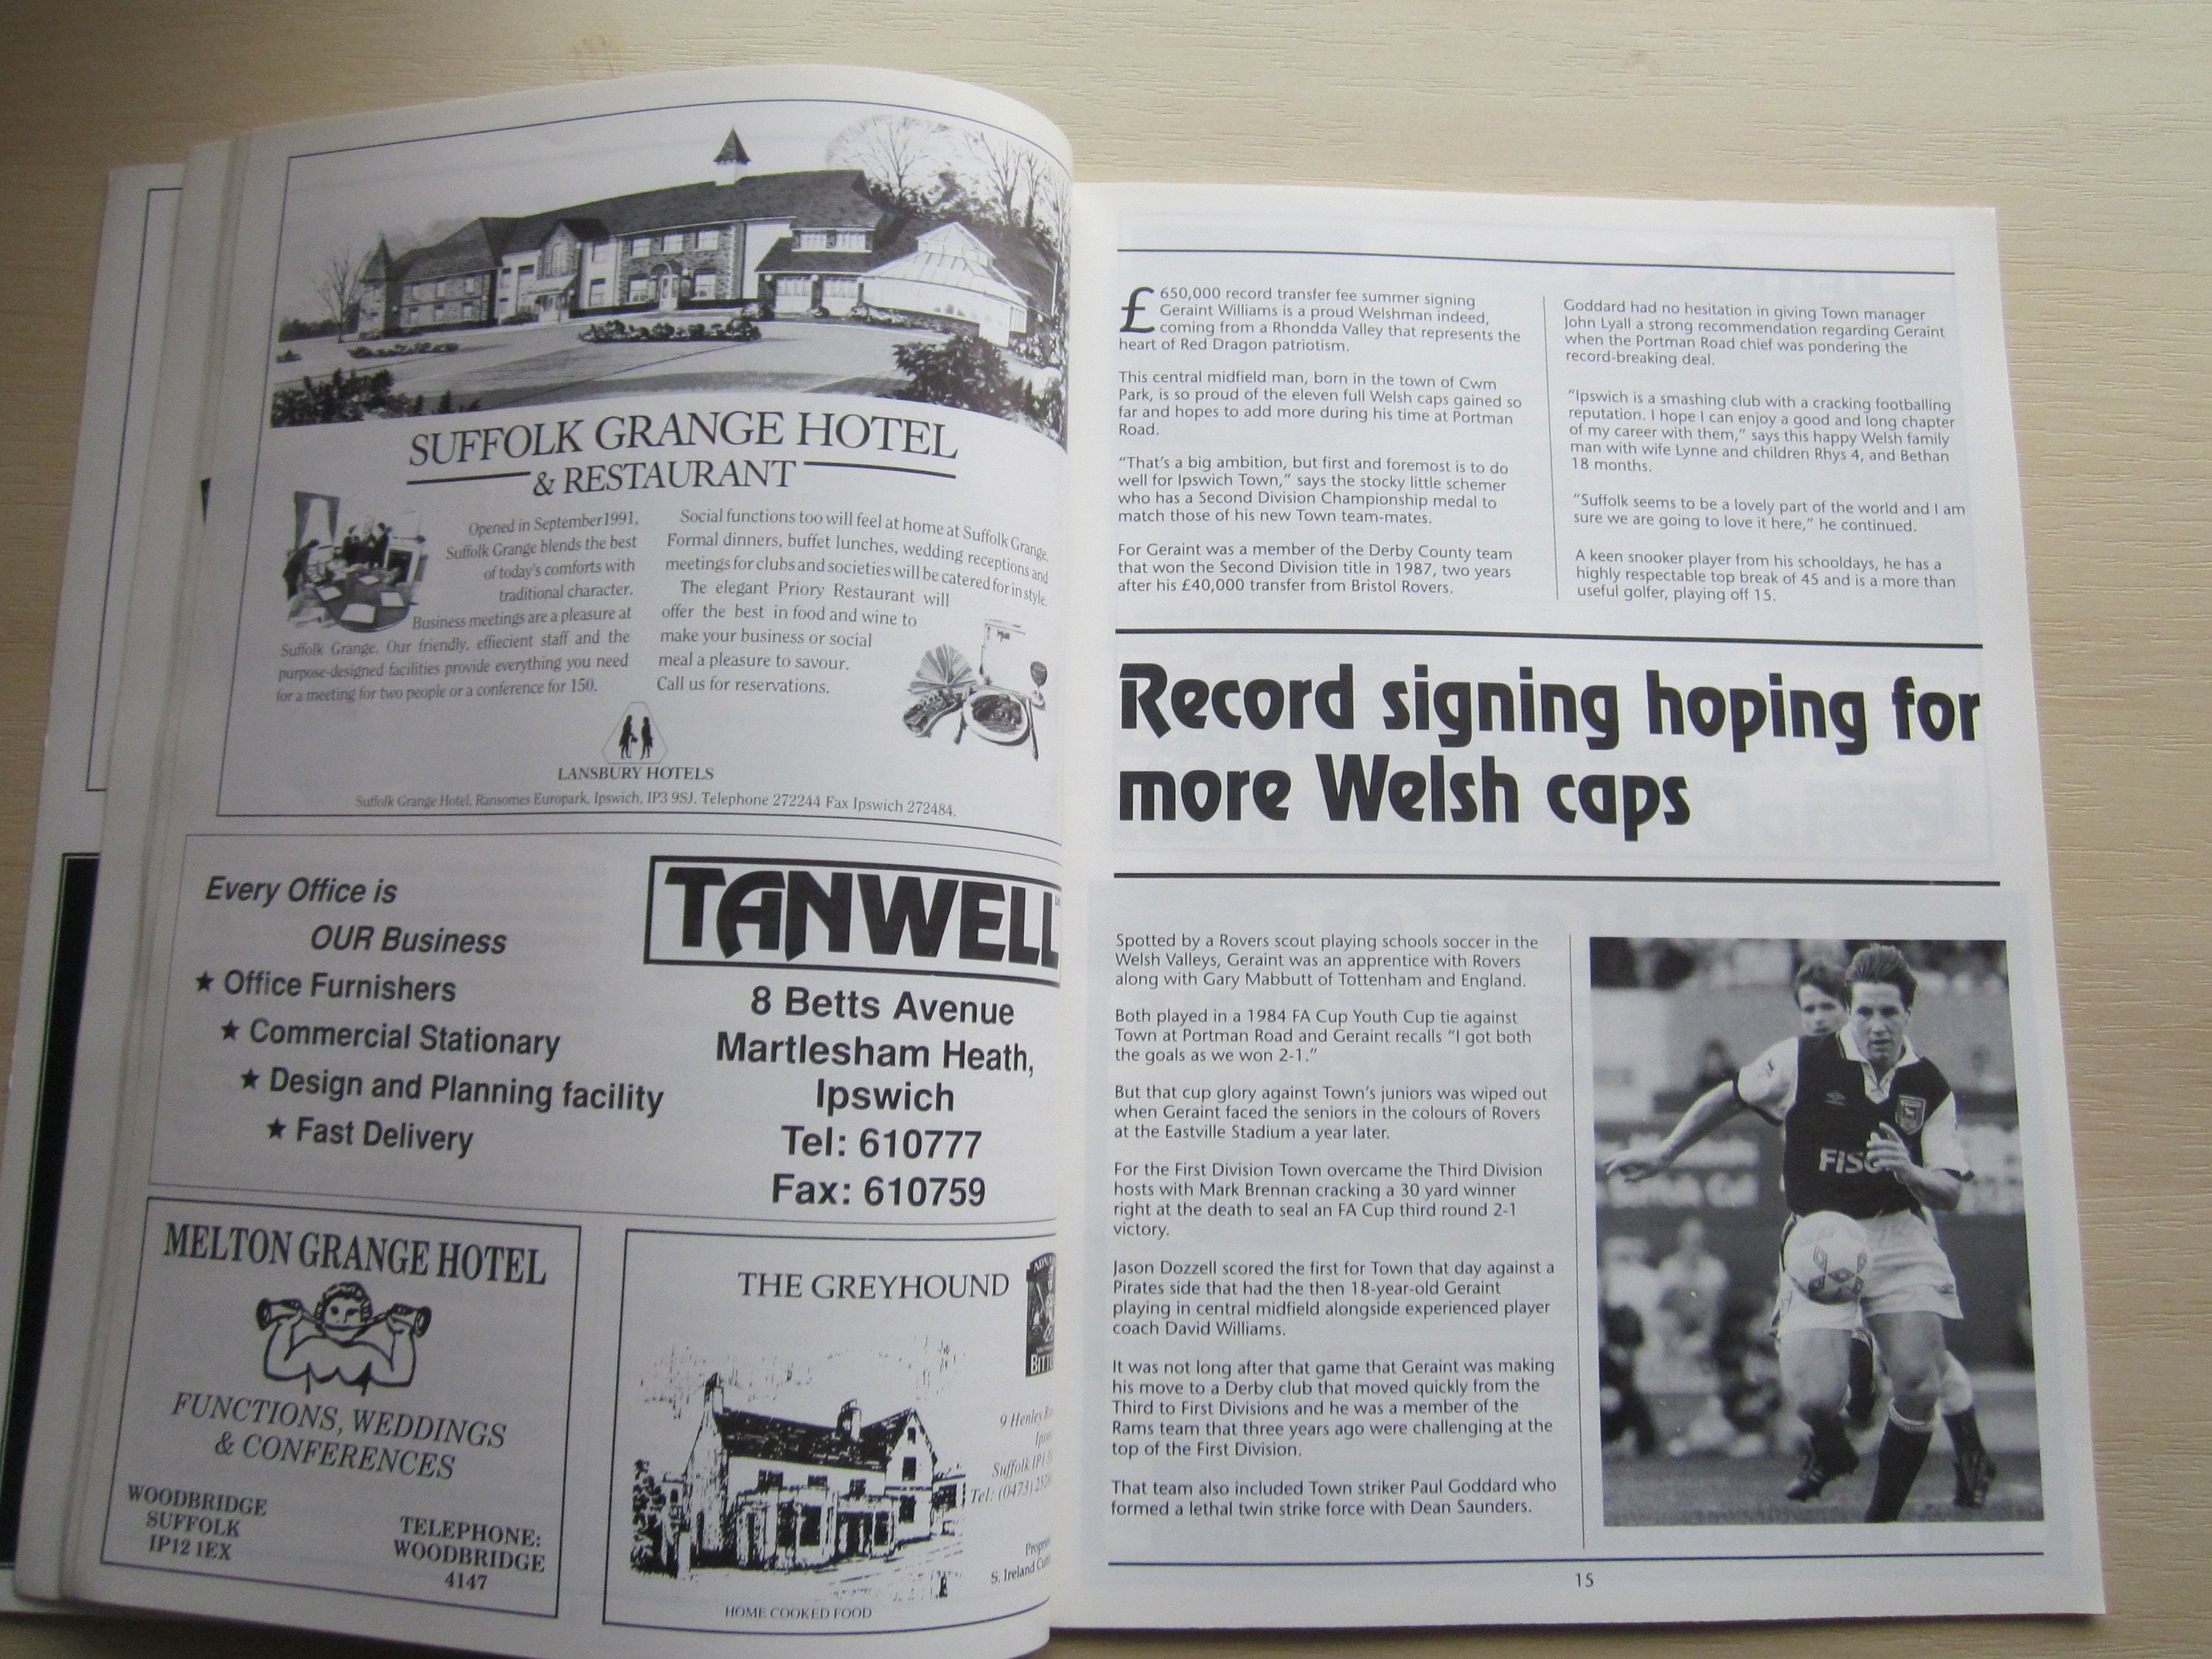 SUFFOLK GRANGE HOTEL
& RESTAURANT
Opened in September1991,
Suffolk Grange blends the best
of today's comforts with
traditional character.
Business meetings are a pleasure at
Suffolk Grange. Our friendly, effiecient staff and the
purpose-designed facilities provide everything you need
for a meeting for two people or a conference for 150.
Social functions too will feel at home at Suffolk Grange.
Formal dinners, buffet lunches, wedding receptions and
meetings for clubs and societies will be catered for in style.
The elegant Priory Restaurant will
offer the best in food and wine to
make your business or social
meal a pleasure to savour.
Call us for reservations.
LANSBURY HOTELS
Suffolk Grange Hotel, Ransomes Europark, Ipswich, IP3 9SJ. Telephone 272244 Fax Ipswich 272484.
Every Office is
OUR Business
★ Office Furnishers
★ Commercial Stationary
★ Design and Planning facility
★ Fast Delivery
TANWELL
8 Betts Avenue
Martlesham Heath,
Ipswich
Tel: 610777
Fax: 610759
MELTON GRANGE HOTEL
FUNCTIONS, WEDDINGS
& CONFERENCES
WOODBRIDGE
SUFFOLK
IP12 1EX
TELEPHONE:
WOODBRIDGE
4147
THE GREYHOUND
9 Henley
Suffolk
Tel: (0473)
S. Ireland
HOME COOKED FOOD
£650,000 record transfer fee summer signing
Geraint Williams is a proud Welshman indeed,
coming from a Rhondda Valley that represents the
heart of Red Dragon patriotism.
This central midfield man, born in the town of Cwm
Park, is so proud of the eleven full Welsh caps gained so
far and hopes to add more during his time at Portman
Road.
"That's a big ambition, but first and foremost is to do
well for Ipswich Town," says the stocky little schemer
who has a Second Division Championship medal to
match those of his new Town team-mates.
For Geraint was a member of the Derby County team
that won the Second Division title in 1987, two years
after his £40,000 transfer from Bristol Rovers.
Goddard had no hesitation in giving Town manager
John Lyall a strong recommendation regarding Geraint
when the Portman Road chief was pondering the
record-breaking deal.
"Ipswich is a smashing club with a cracking footballing
reputation. I hope I can enjoy a good and long chapter
of my career with them," says this happy Welsh family
man with wife Lynne and children Rhys 4, and Bethan
18 months.
"Suffolk seems to be a lovely part of the world and I am
sure we are going to love it here," he continued.
A keen snooker player from his schooldays, he has a
highly respectable top break of 45 and is a more than
useful golfer, playing off 15.
Record signing hoping for
more Welsh caps
Spotted by a Rovers scout playing schools soccer in the
Welsh Valleys, Geraint was an apprentice with Rovers
along with Gary Mabbutt of Tottenham and England.
Both played in a 1984 FA Cup Youth Cup tie against
Town at Portman Road and Geraint recalls "I got both
the goals as we won 2-1."
But that cup glory against Town's juniors was wiped out
when Geraint faced the seniors in the colours of Rovers
at the Eastville Stadium a year later.
For the First Division Town overcame the Third Division
hosts with Mark Brennan cracking a 30 yard winner
right at the death to seal an FA Cup third round 2-1
victory.
Jason Dozzell scored the first for Town that day against a
Pirates side that had the then 18-year-old Geraint
playing in central midfield alongside experienced player
coach David Williams.
It was not long after that game that Geraint was making
his move to a Derby club that moved quickly from the
Third to First Divisions and he was a member of the
Rams team that three years ago were challenging at the
top of the First Division.
That team also included Town striker Paul Goddard who
formed a lethal twin strike force with Dean Saunders.
15